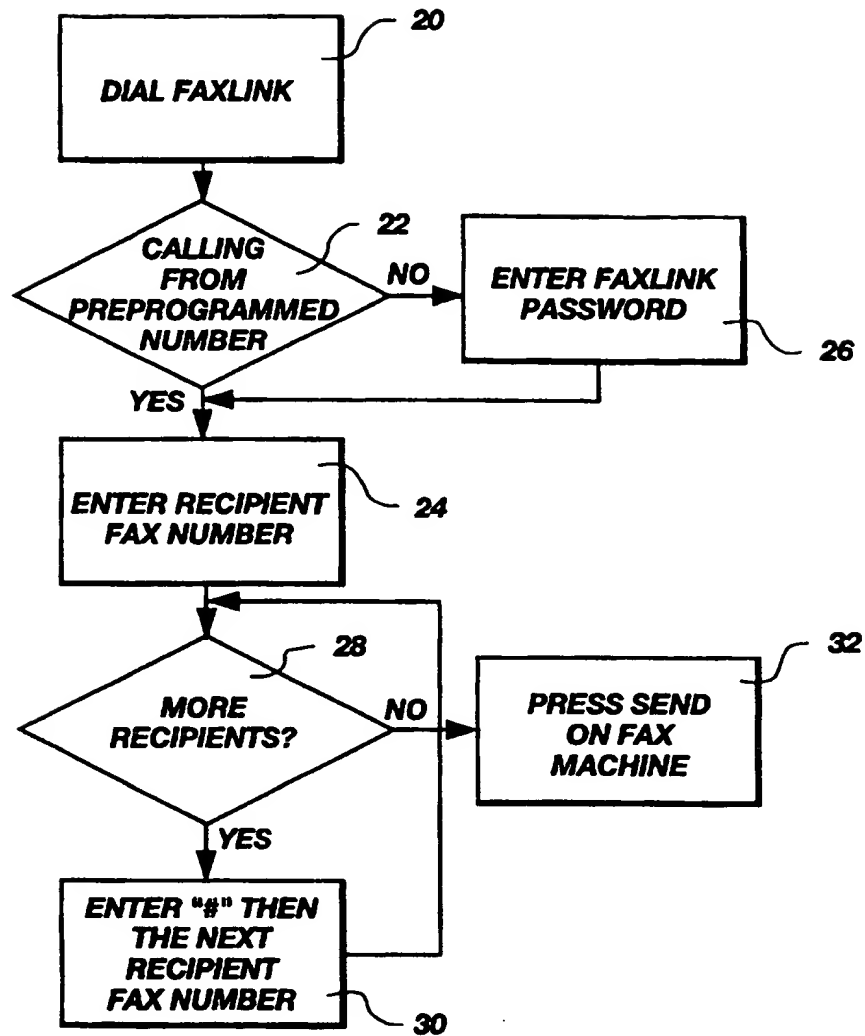 20
DIAL FAXLINK
22
CALLING
FROM
PREPROGRAMMED
NUMBER
NO
ENTER FAXLINK
PASSWORD
26
YES
ENTER RECIPIENT
FAX NUMBER
24
28
MORE
RECIPIENTS?
NO
32
PRESS SEND
ON FAX
MACHINE
YES
ENTER "#" THEN
THE NEXT
RECIPIENT
FAX NUMBER
30